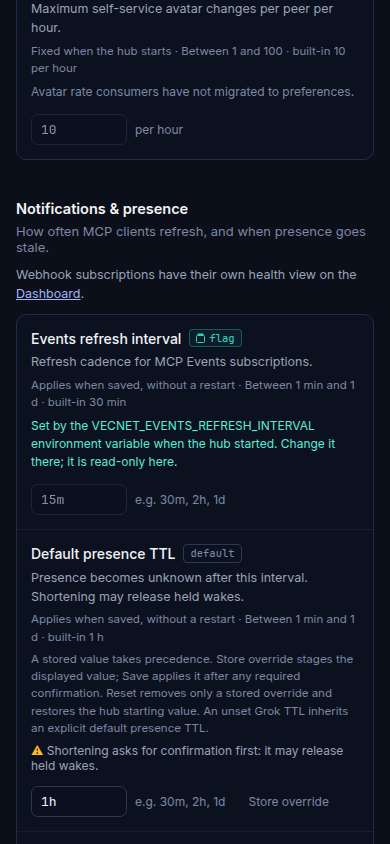 Maximum self-service avatar changes per peer per
hour.
Fixed when the hub starts · Between 1 and 100 · built-in 10
per hour
Avatar rate consumers have not migrated to preferences.
10 per hour
Notifications & presence
How often MCP clients refresh, and when presence goes
stale.
Webhook subscriptions have their own health view on the
Dashboard.
Events refresh interval flag
Refresh cadence for MCP Events subscriptions.
Applies when saved, without a restart · Between 1 min and 1
d · built-in 30 min
Set by the VECNET_EVENTS_REFRESH_INTERVAL
environment variable when the hub started. Change it
there; it is read-only here.
15m e.g. 30m, 2h, 1d
Default presence TTL default
Presence becomes unknown after this interval.
Shortening may release held wakes.
Applies when saved, without a restart · Between 1 min and 1
d · built-in 1 h
A stored value takes precedence. Store override stages the
displayed value; Save applies it after any required
confirmation. Reset removes only a stored override and
restores the hub starting value. An unset Grok TTL inherits
an explicit default presence TTL.
⚠ Shortening asks for confirmation first: it may release
held wakes.
1h e.g. 30m, 2h, 1d Store override